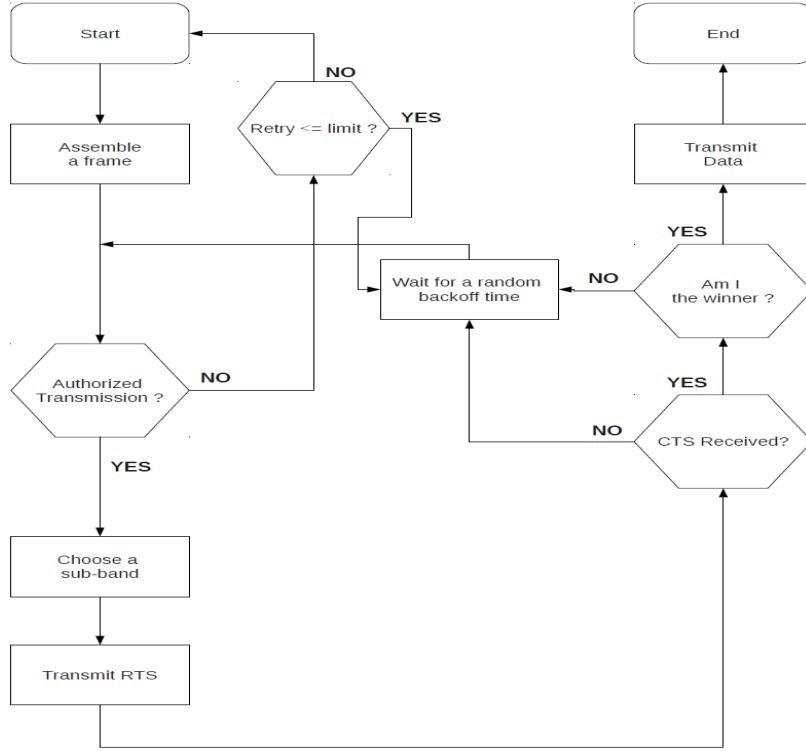 Start
End
NO
Retry <= limit ?
YES
Assemble
a frame
Transmit
Data
YES
Wait for a random
backoff time
NO
Am I
the winner ?
Authorized
Transmission ?
NO
YES
NO
CTS Received?
YES
Choose a
sub-band
Transmit RTS